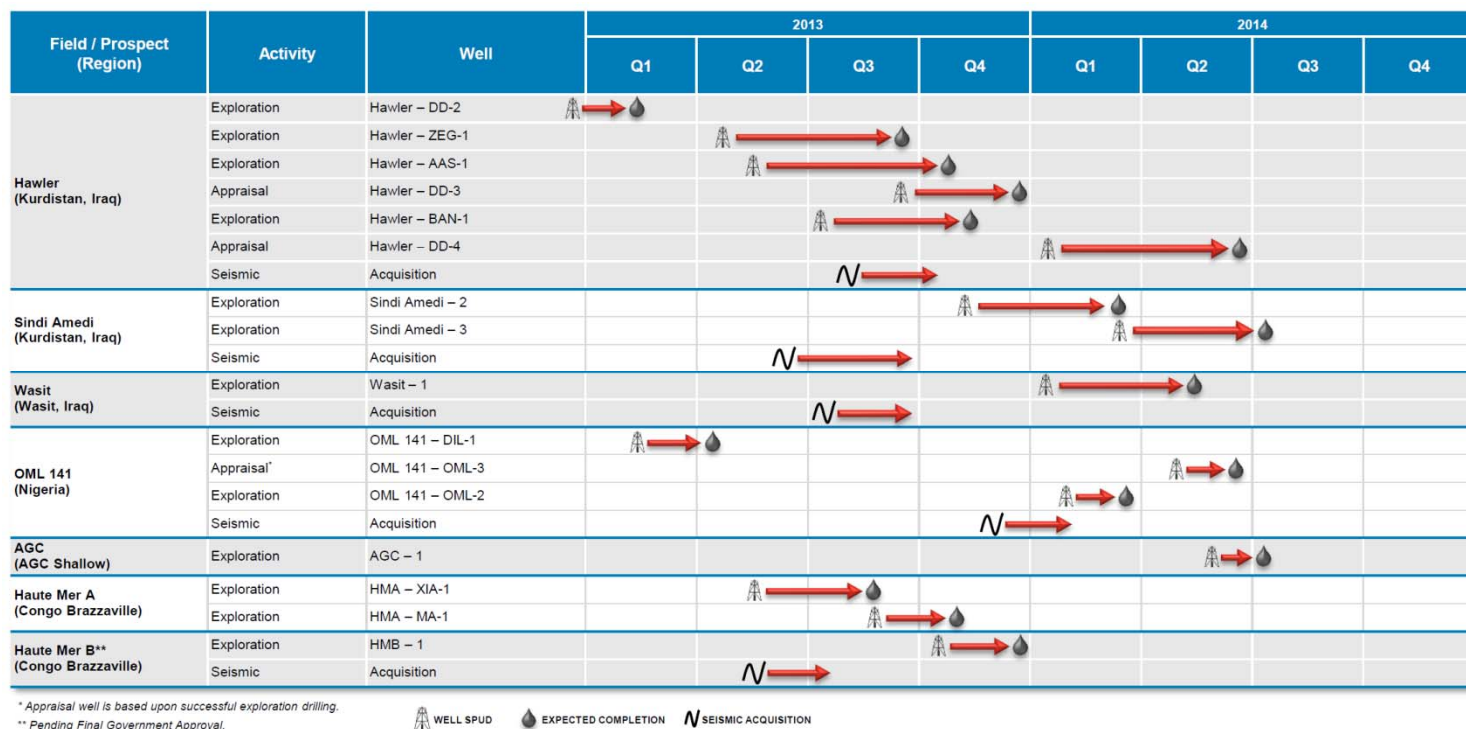 Field / Prospect
(Region)
Activity
Well
2013
2014
Q1
Q2
Q3
Q4
Q1
Q2
Q3
Q4
Hawler
(Kurdistan, Iraq)
Exploration
Hawler – DD-2
Exploration
Hawler – ZEG-1
Exploration
Hawler – AAS-1
Appraisal
Hawler – DD-3
Exploration
Hawler – BAN-1
Appraisal
Hawler – DD-4
Seismic
Acquisition
Sindi Amedi
(Kurdistan, Iraq)
Exploration
Sindi Amedi – 2
Exploration
Sindi Amedi – 3
Seismic
Acquisition
Wasit
(Wasit, Iraq)
Exploration
Wasit – 1
Seismic
Acquisition
OML 141
(Nigeria)
Exploration
OML 141 – DIL-1
Appraisal*
OML 141 – OML-3
Exploration
OML 141 – OML-2
Seismic
Acquisition
AGC
(AGC Shallow)
Exploration
AGC – 1
Haute Mer A
(Congo Brazzaville)
Exploration
HMA – XIA-1
Exploration
HMA – MA-1
Haute Mer B**
(Congo Brazzaville)
Exploration
HMB – 1
Seismic
Acquisition
* Appraisal well is based upon successful exploration drilling.
** Pending Final Government Approval.
WELL SPUD
EXPECTED COMPLETION
SEISMIC ACQUISITION